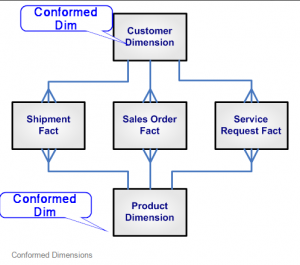 Conformed
Dim
Customer
Dimension
Shipment
Fact
Sales Order
Fact
Service
Request Fact
Conformed
Dim
Product
Dimension
Conformed Dimensions